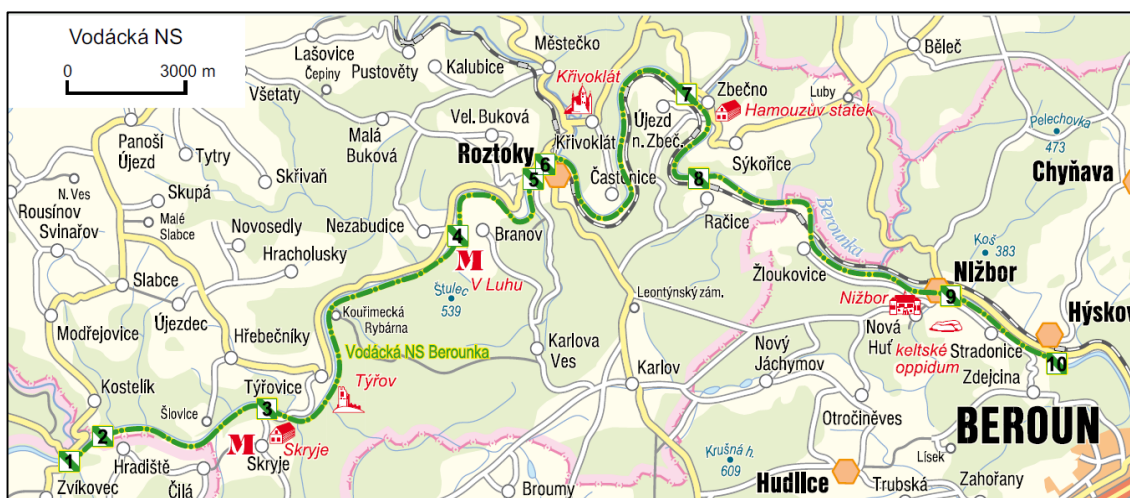 Vodácká NS
0
3000 m
Lašovice
Čepiny
Pustověty
Kalubice
Městečko
Běleč
Všetaty
Křivoklát
7
Zbečno
Luby
Hamouzův statek
Pelechovka
473
Panoší
Újezd
Tytry
Malá
Buková
Vel. Buková
Křivoklát
Újezd
n. Zbeč.
Sýkořice
Roztoky
6
5
Chyňava
Skřivaň
N. Ves
Skupá
Častonice
8
Račice
Rousínov
Svinařov
Malé
Slabce
Novosedly
Nezabudice
4
Branov
Berounka
Hracholusky
M
V Luhu
Koš
383
Slabce
Žloukovice
Nižbor
Štulec
539
Leontýnský zám.
Nižbor
9
Újezdec
Kouřimecká
Rybárna
Modřejovice
Hřebečníky
Karlova
Ves
Nová
Huť
Hýskov
keltské
oppidum
Stradonice
Vodácká NS Berounka
Nový
Jáchymov
Zdejcina
10
Kostelík
Týřovice
Týřov
Karlov
Šlovice
3
Otročiněves
BEROUN
2
M
Skryje
Skryje
1
Hradiště
Zvíkovec
Čilá
Krušná h.
609
Lísek
Broumy
Hudlice
Trubská
Zahořany